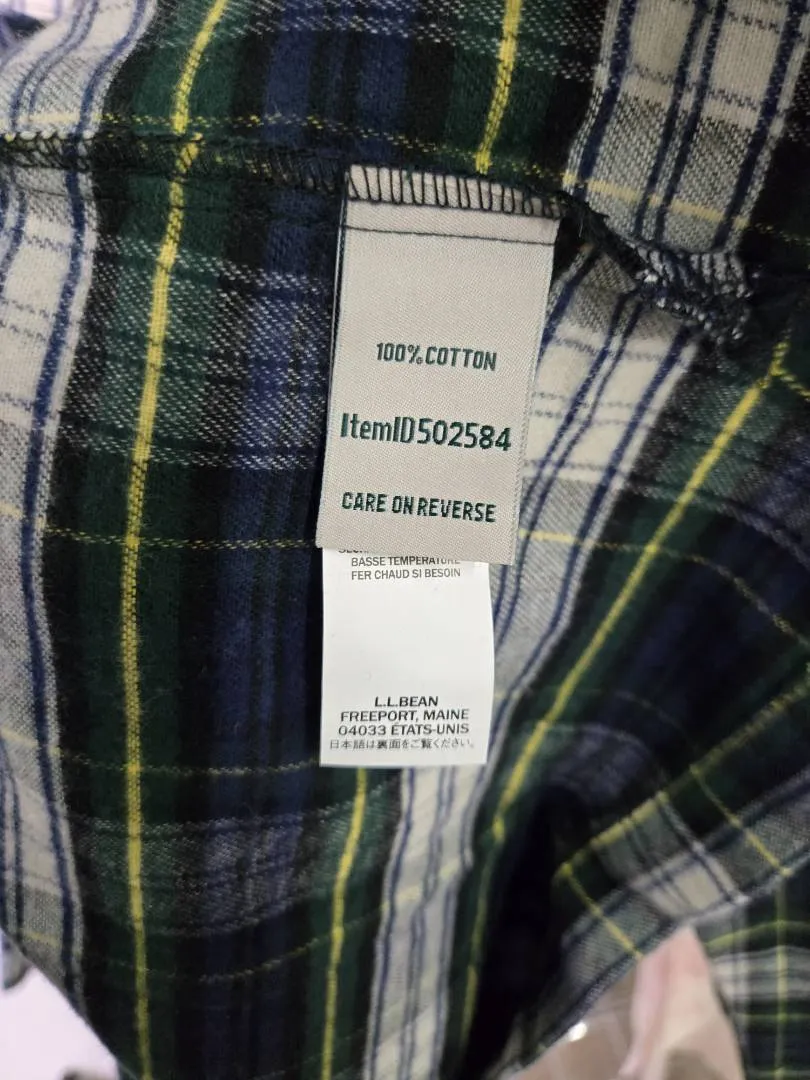 100% COTTON
ItemID502584
CARE ON REVERSE
BASSE TEMPÉRATURE
FER CHAUD SI BESOIN
L.L.BEAN
FREEPORT, MAINE
04033 ÉTATS-UNIS
日本語は裏面をご覧ください。